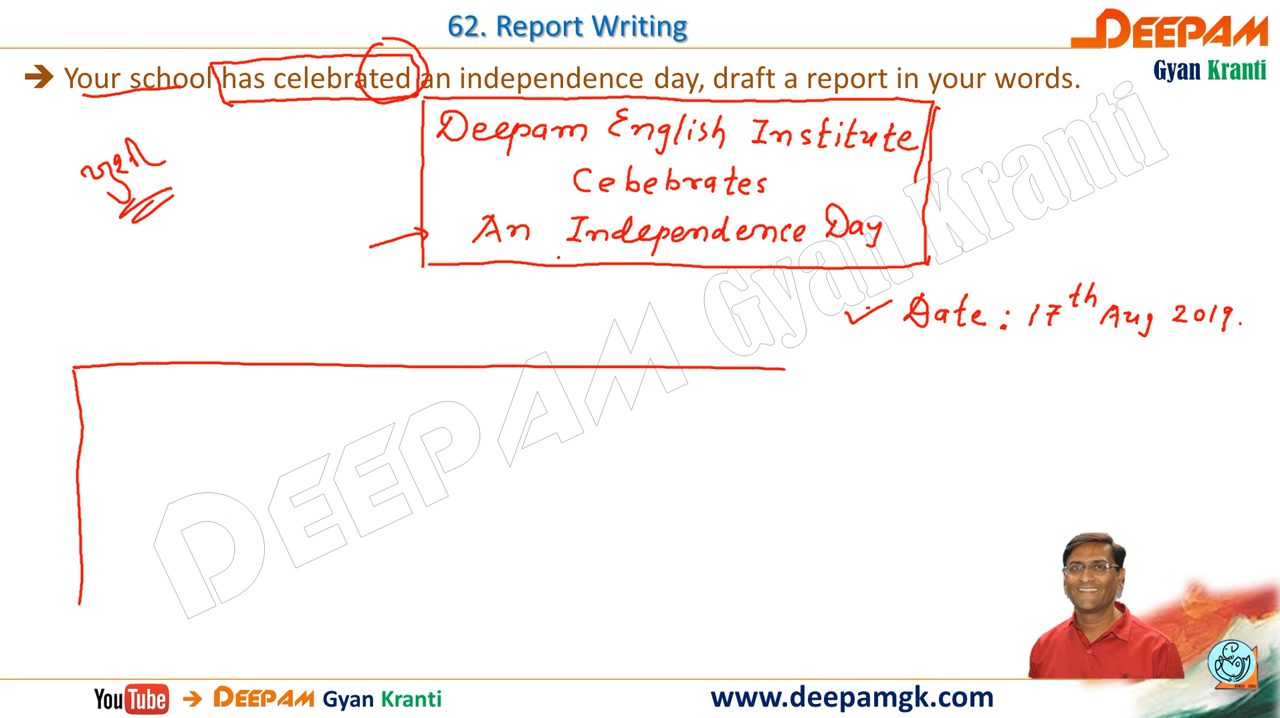 62. Report Writing
DEEPAM
Gyan Kranti
➔ Your school has celebrated an independence day, draft a report in your words.
Deepam English Institute
Cebebrates
An Independence Day
Date: 17th Aug 2019.
DEEPAM Gyan Kranti
YouTube → DEEPAM Gyan Kranti
www.deepamgk.com